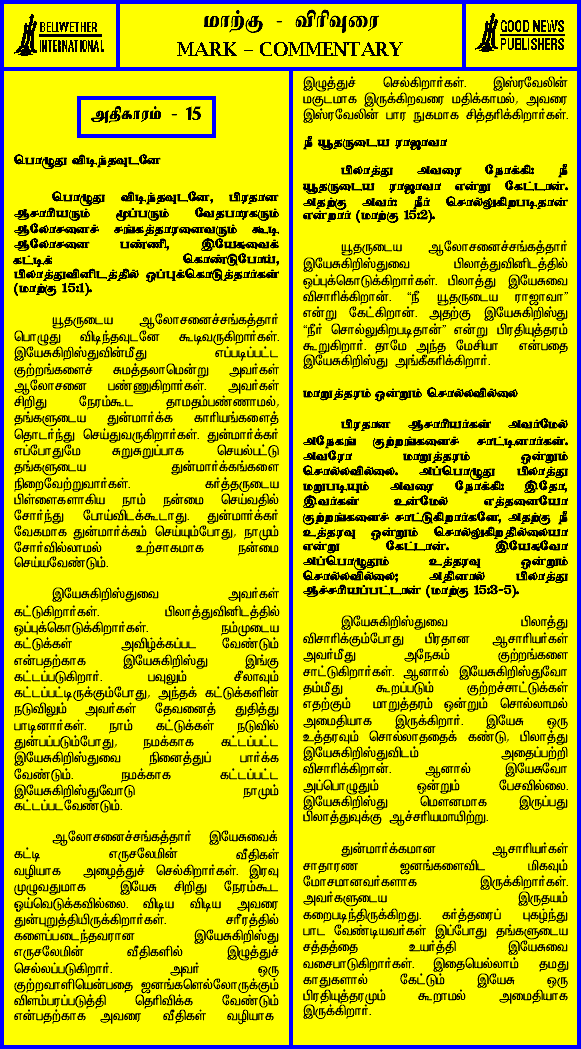 BELLWETHER
INTERNATIONAL
மாற்கு - விரிவுரை
MARK – COMMENTARY
GOOD NEWS
PUBLISHERS
அதிகாரம் - 15
பொழுது விடிந்தவுடனே
பொழுது விடிந்தவுடனே, பிரதான
ஆசாரியரும் மூப்பரும் வேதபாரகரும்
ஆலோசனைச் சங்கத்தாரனைவரும் கூடி
ஆலோசனை பண்ணி, இயேசுவைக்
கட்டிக் கொண்டுபோய்,
பிலாத்துவினிடத்தில் ஒப்புக்கொடுத்தார்கள்
(மாற்கு 15:1).
யூதருடைய ஆலோசனைச்சங்கத்தார்
பொழுது விடிந்தவுடனே கூடிவருகிறார்கள்.
இயேசுகிறிஸ்துவின்மீது எப்படிப்பட்ட
குற்றங்களைச் சுமத்தலாமென்று அவர்கள்
ஆலோசனை பண்ணுகிறார்கள். அவர்கள்
சிறிது நேரம்கூட தாமதம்பண்ணாமல்,
தங்களுடைய துன்மார்க்க காரியங்களைத்
தொடர்ந்து செய்துவருகிறார்கள். துன்மார்க்கர்
எப்போதுமே சுறுசுறுப்பாக செயல்பட்டு
தங்களுடைய துன்மார்க்கங்களை
நிறைவேற்றுவார்கள். கர்த்தருடைய
பிள்ளைகளாகிய நாம் நன்மை செய்வதில்
சோர்ந்து போய்விடக்கூடாது. துன்மார்க்கர்
வேகமாக துன்மார்க்கம் செய்யும்போது, நாமும்
சோர்வில்லாமல் உற்சாகமாக நன்மை
செய்யவேண்டும்.
இயேசுகிறிஸ்துவை அவர்கள்
கட்டுகிறார்கள். பிலாத்துவினிடத்தில்
ஒப்புக்கொடுக்கிறார்கள். நம்முடைய
கட்டுக்கள் அவிழ்க்கப்பட வேண்டும்
என்பதற்காக இயேசுகிறிஸ்து இங்கு
கட்டப்படுகிறார். பவுலும் சீலாவும்
கட்டப்பட்டிருக்கும்போது, அந்தக் கட்டுக்களின்
நடுவிலும் அவர்கள் தேவனைத் துதித்து
பாடினார்கள். நாம் கட்டுக்கள் நடுவில்
துன்பப்படும்போது, நமக்காக கட்டப்பட்ட
இயேசுகிறிஸ்துவை நினைத்துப் பார்க்க
வேண்டும். நமக்காக கட்டப்பட்ட
இயேசுகிறிஸ்துவோடு நாமும்
கட்டப்படவேண்டும்.
ஆலோசனைச்சங்கத்தார் இயேசுவைக்
கட்டி எருசலேமின் வீதிகள்
வழியாக அழைத்துச் செல்கிறார்கள். இரவு
முழுவதுமாக இயேசு சிறிது நேரம்கூட
ஓய்வெடுக்கவில்லை. விடிய விடிய அவரை
துன்புறுத்தியிருக்கிறார்கள். சரீரத்தில்
களைப்படைந்தவரான இயேசுகிறிஸ்து
எருசலேமின் வீதிகளில் இழுத்துச்
செல்லப்படுகிறார். அவர் ஒரு
குற்றவாளியென்பதை ஜனங்களெல்லோருக்கும்
விளம்பரப்படுத்தி தெரிவிக்க வேண்டும்
என்பதற்காக அவரை வீதிகள் வழியாக
இழுத்துச் செல்கிறார்கள். இஸ்ரவேலின்
மகுடமாக இருக்கிறவரை மதிக்காமல், அவரை
இஸ்ரவேலின் பார நுகமாக சித்தரிக்கிறார்கள்.
நீ யூதருடைய ராஜாவா
பிலாத்து அவரை நோக்கி: நீ
யூதருடைய ராஜாவா என்று கேட்டான்.
அதற்கு அவர்: நீர் சொல்லுகிறபடிதான்
என்றார் (மாற்கு 15:2).
யூதருடைய ஆலோசனைச்சங்கத்தார்
இயேசுகிறிஸ்துவை பிலாத்துவினிடத்தில்
ஒப்புக்கொடுக்கிறார்கள். பிலாத்து இயேசுவை
விசாரிக்கிறான். “நீ யூதருடைய ராஜாவா”
என்று கேட்கிறான். அதற்கு இயேசுகிறிஸ்து
“நீர் சொல்லுகிறபடிதான்” என்று பிரதியுத்தரம்
கூறுகிறார். தாமே அந்த மேசியா என்பதை
இயேசுகிறிஸ்து அங்கீகரிக்கிறார்.
மாறுத்தரம் ஒன்றும் சொல்லவில்லை
பிரதான ஆசாரியர்கள் அவர்மேல்
அநேகங் குற்றங்களைச் சாட்டினார்கள்.
அவரோ மாறுத்தரம் ஒன்றும்
சொல்லவில்லை. அப்பொழுது பிலாத்து
மறுபடியும் அவரை நோக்கி: இதோ,
இவர்கள் உன்மேல் எத்தனையோ
குற்றங்களைச் சாட்டுகிறார்களே, அதற்கு நீ
உத்தரவு ஒன்றும் சொல்லுகிறதில்லையா
என்று கேட்டான். இயேசுவோ
அப்பொழுதும் உத்தரவு ஒன்றும்
சொல்லவில்லை; அதினால் பிலாத்து
ஆச்சரியப்பட்டான் (மாற்கு 15:3-5).
இயேசுகிறிஸ்துவை பிலாத்து
விசாரிக்கும்போது பிரதான ஆசாரியர்கள்
அவர்மீது அநேகம் குற்றங்களை
சாட்டுகிறார்கள். ஆனால் இயேசுகிறிஸ்துவோ
தம்மீது கூறப்படும் குற்றச்சாட்டுக்கள்
எதற்கும் மாறுத்தரம் ஒன்றும் சொல்லாமல்
அமைதியாக இருக்கிறார். இயேசு ஒரு
உத்தரவும் சொல்லாததைக் கண்டு, பிலாத்து
இயேசுகிறிஸ்துவிடம் அதைப்பற்றி
விசாரிக்கிறான். ஆனால் இயேசுவோ
அப்பொழுதும் ஒன்றும் பேசவில்லை.
இயேசுகிறிஸ்து மௌனமாக இருப்பது
பிலாத்துவுக்கு ஆச்சரியமாயிற்று.
துன்மார்க்கமான ஆசாரியர்கள்
சாதாரண ஜனங்களைவிட மிகவும்
மோசமானவர்களாக இருக்கிறார்கள்.
அவர்களுடைய இருதயம்
கறைபடிந்திருக்கிறது. கர்த்தரைப் புகழ்ந்து
பாட வேண்டியவர்கள் இப்போது தங்களுடைய
சத்தத்தை உயர்த்தி இயேசுவை
வசைபாடுகிறார்கள். இதையெல்லாம் தமது
காதுகளால் கேட்டும் இயேசு ஒரு
பிரதியுத்தரமும் கூறாமல் அமைதியாக
இருக்கிறார்.